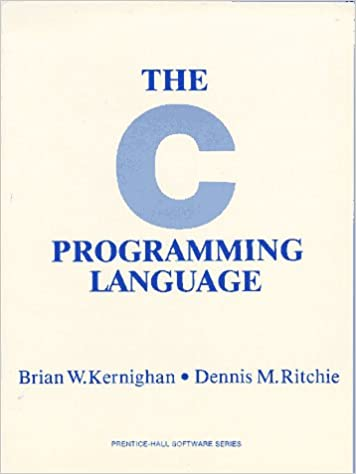 THE
C
PROGRAMMING
LANGUAGE
Brian W. Kernighan • Dennis M. Ritchie
PRENTICE-HALL SOFTWARE SERIES